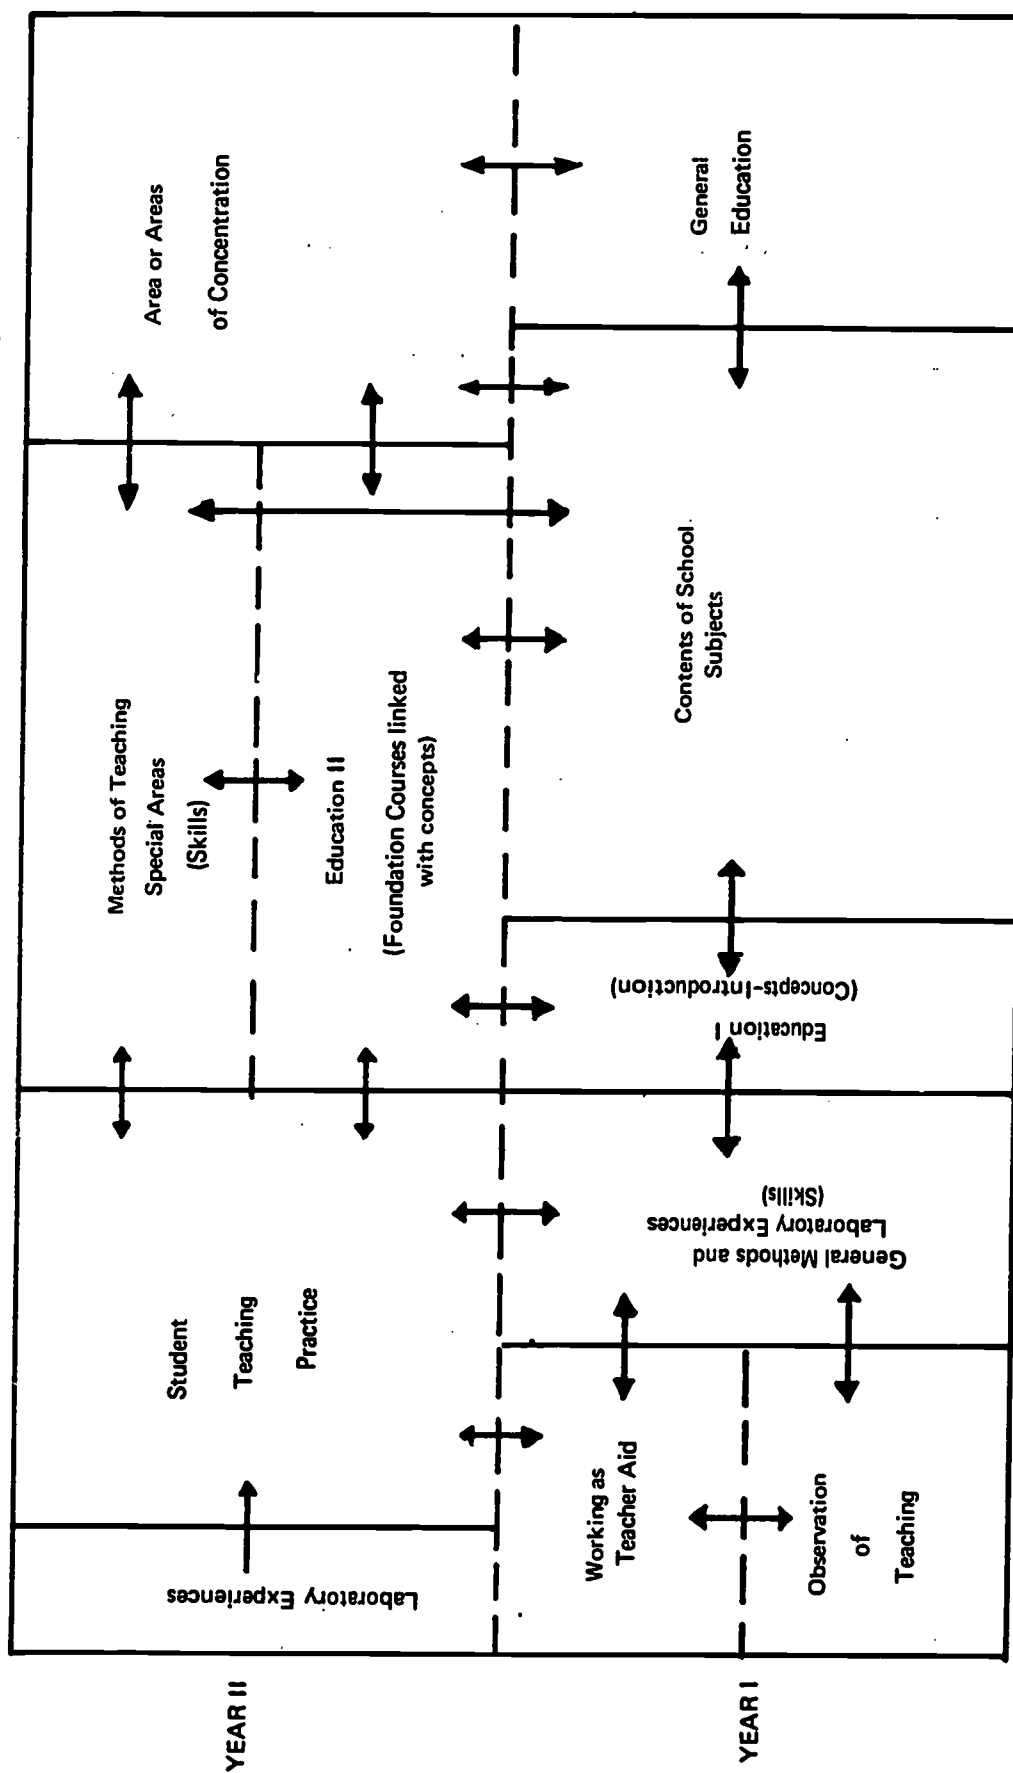 YEAR II
Laboratory Experiences
Student
Teaching
Practice
Methods of Teaching
Special Areas
(Skills)
Education II
(Foundation Courses linked
with concepts)
Area or Areas
of Concentration
YEAR I
Working as
Teacher Aid
Observation
of
Teaching
General Methods and
Laboratory Experiences
(Skills)
Education I
(Concepts-Introduction)
Contents of School
Subjects
General
Education